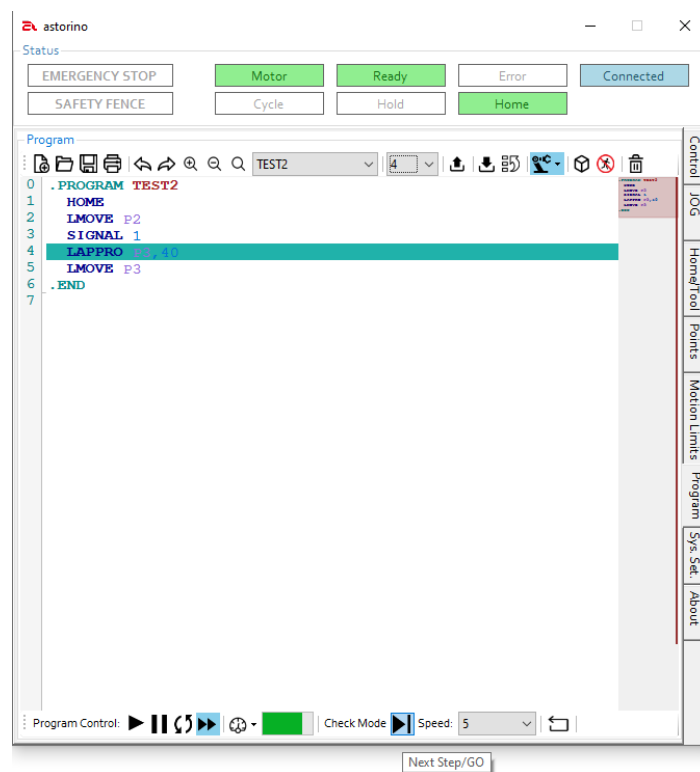 astorino
Status
EMERGENCY STOP Motor Ready Error Connected
SAFETY FENCE Cycle Hold Home
Program
TEST2 4
0 .PROGRAM TEST2
1 HOME
2 LMOVE P2
3 SIGNAL 1
4 LAPPRO P3,40
5 LMOVE P3
6 .END
7
Control
JOG
Home/Tool
Points
Motion Limits
Program
Sys. Set.
About
Program Control: Check Mode Speed: 5
Next Step/GO